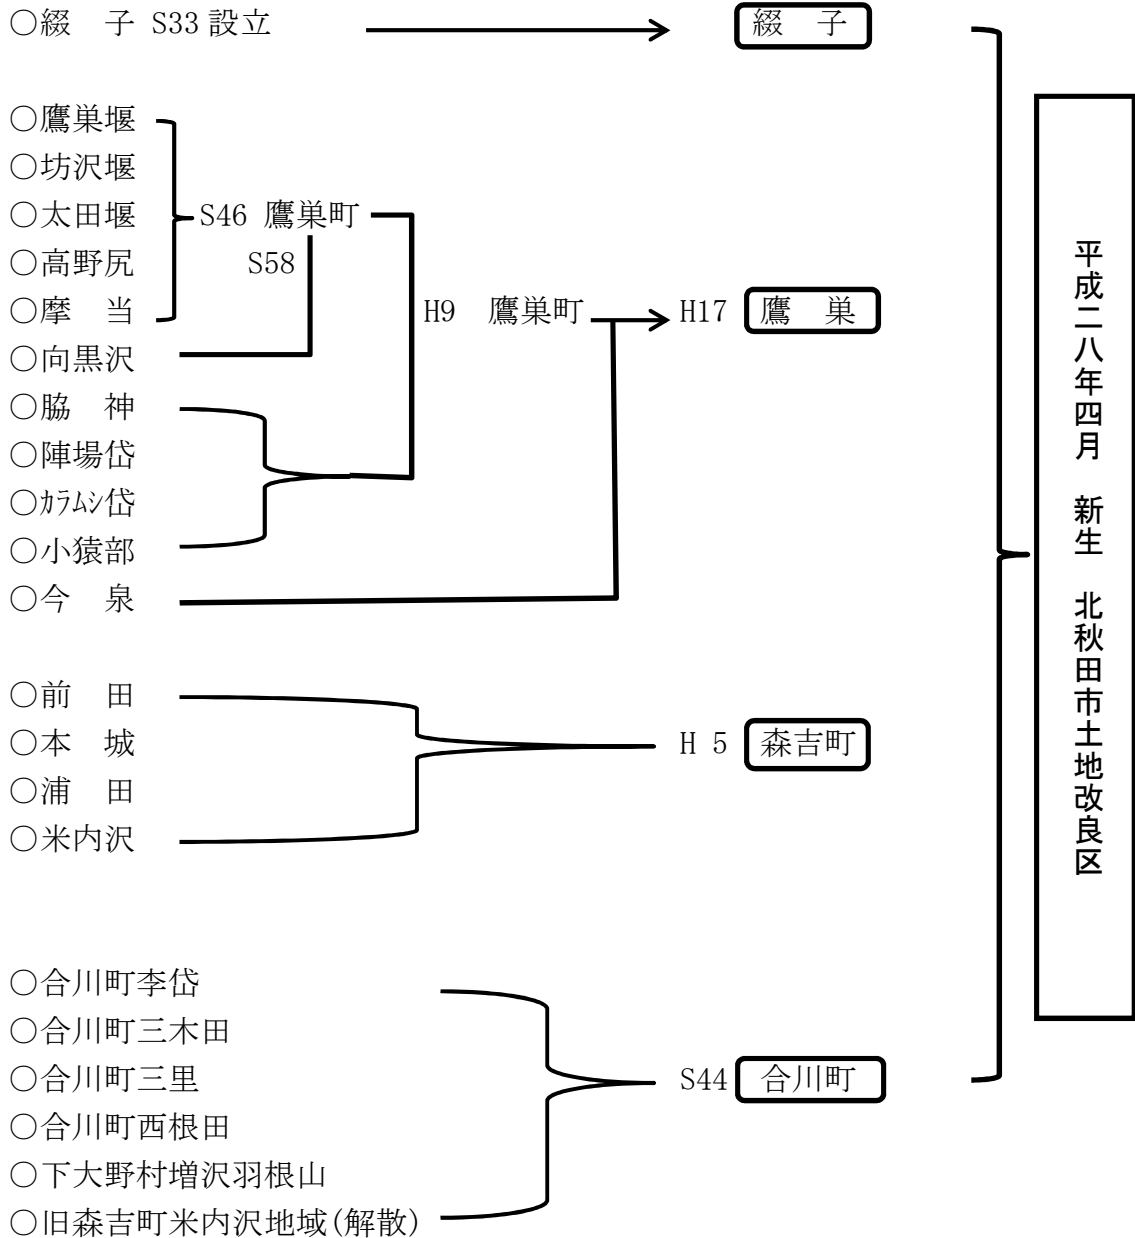 ○綴　子 S33 設立
綴　子
○鷹巣堰
○坊沢堰
○太田堰
S46 鷹巣町
○高野尻
S58
○摩　当
H9　鷹巣町
H17
鷹　巣
○向黒沢
○脇　神
○陣場岱
○ｶﾗﾑｼ岱
○小猿部
○今　泉
○前　田
○本　城
H 5
森吉町
○浦　田
○米内沢
○合川町李岱
○合川町三木田
○合川町三里
S44
合川町
○合川町西根田
○下大野村増沢羽根山
○旧森吉町米内沢地域(解散)
平成二八年四月　新生　北秋田市土地改良区